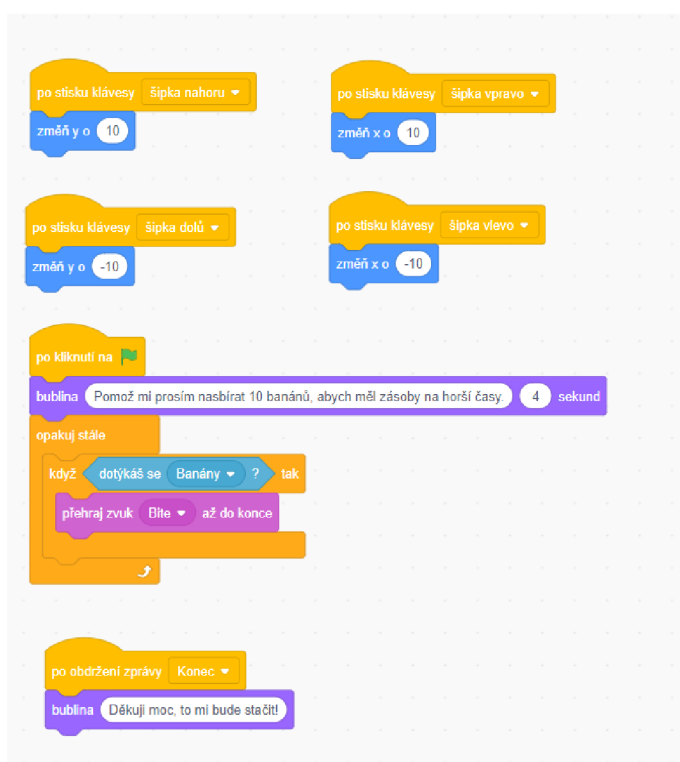 po stisku klávesy šipka nahoru
změň y o 10
po stisku klávesy šipka vpravo
změň x o 10
po stisku klávesy šipka dolů
změň y o -10
po stisku klávesy šipka vlevo
změň x o -10
po kliknutí na
bublina Pomož mi prosím nasbírat 10 banánů, abych měl zásoby na horší časy. 4 sekund
opakuj stále
když dotýkáš se Banány ? tak
přehraj zvuk Bite až do konce
po obdržení zprávy Konec
bublina Děkuji moc, to mi bude stačit!